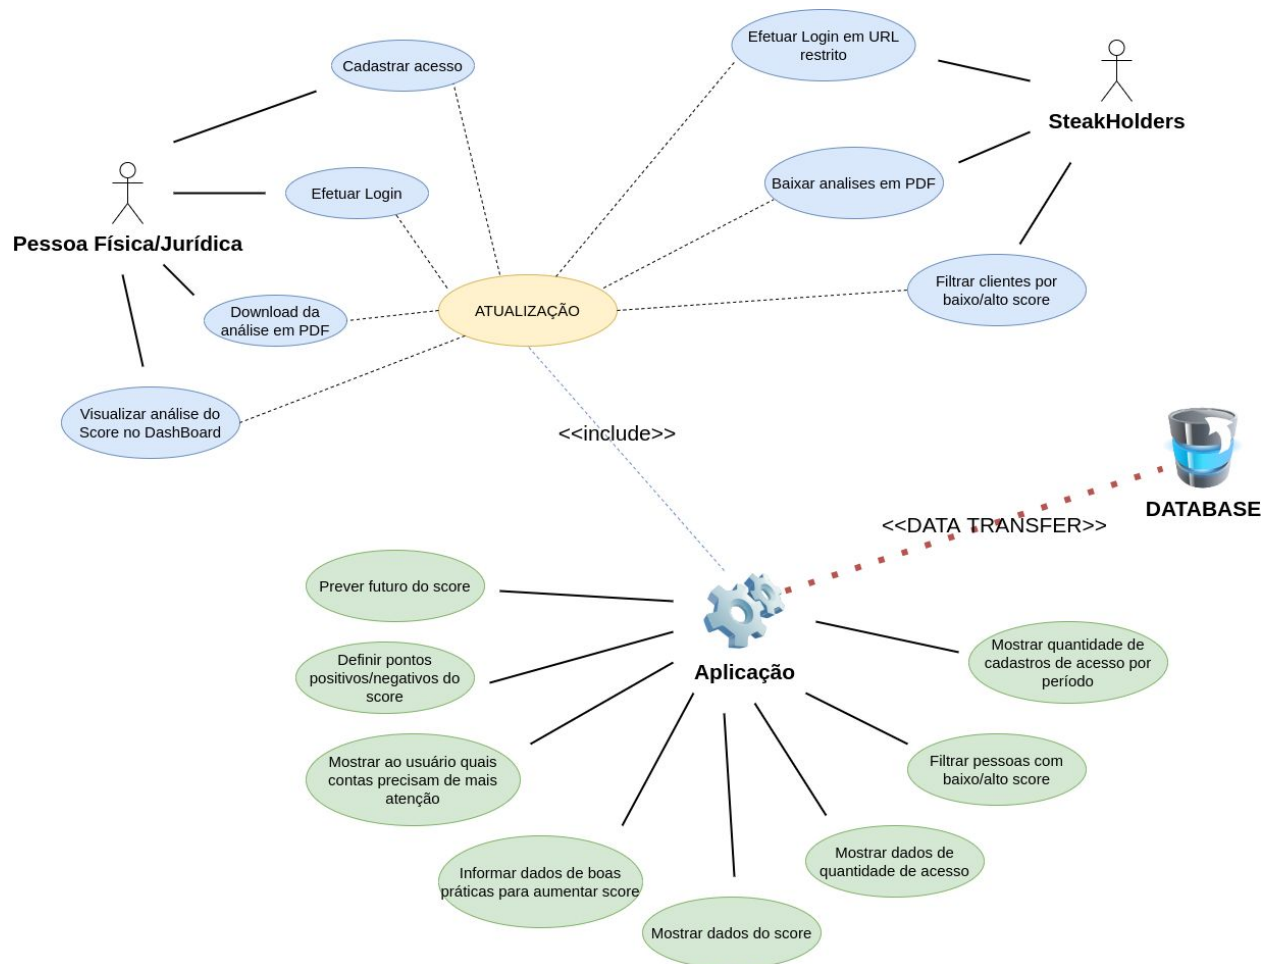 Efetuar Login em URL
restrito
Cadastrar acesso
SteakHolders
Baixar analises em PDF
Efetuar Login
Pessoa Física/Jurídica
Filtrar clientes por
baixo/alto score
Download da
análise em PDF
ATUALIZAÇÃO
Visualizar análise do
Score no DashBoard
<<include>>
DATABASE
<<DATA TRANSFER>>
Prever futuro do score
Aplicação
Mostrar quantidade de
cadastros de acesso por
período
Definir pontos
positivos/negativos do
score
Mostrar ao usuário quais
contas precisam de mais
atenção
Filtrar pessoas com
baixo/alto score
Mostrar dados de
quantidade de acesso
Informar dados de boas
práticas para aumentar score
Mostrar dados do score